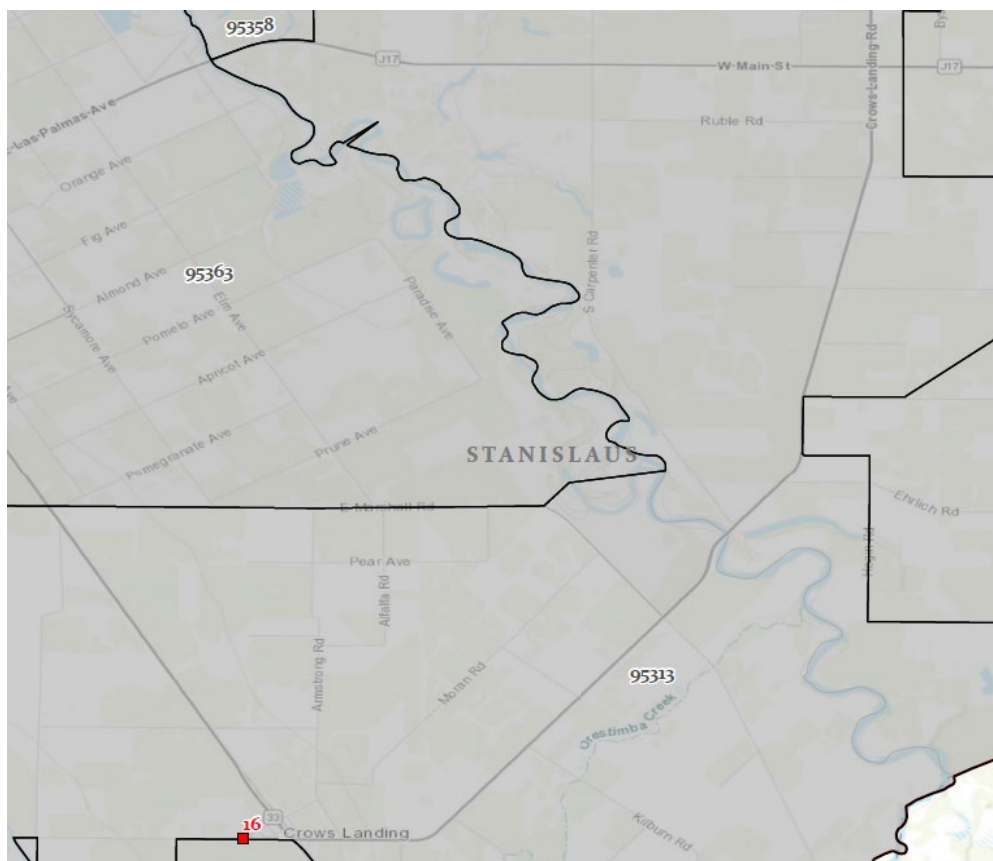 95358
J17
W Main St
J17
By
Crows Landing Rd
Ruble Rd
E Las Palmas Ave
Orange Ave
Fig Ave
S Carpenter Rd
95363
Almond Ave
Paradise Ave
Elm Ave
Sycamore Ave
Pomelo Ave
Apricot Ave
Ave
Pomegranate Ave
Prune Ave
STANISLAUS
E Marshall Rd
Ehrlich Rd
Hogin Rd
Pear Ave
Alfalfa Rd
Armstrong Rd
Moran Rd
95313
Orestimba Creek
16
33
Crows Landing
Kilburn Rd